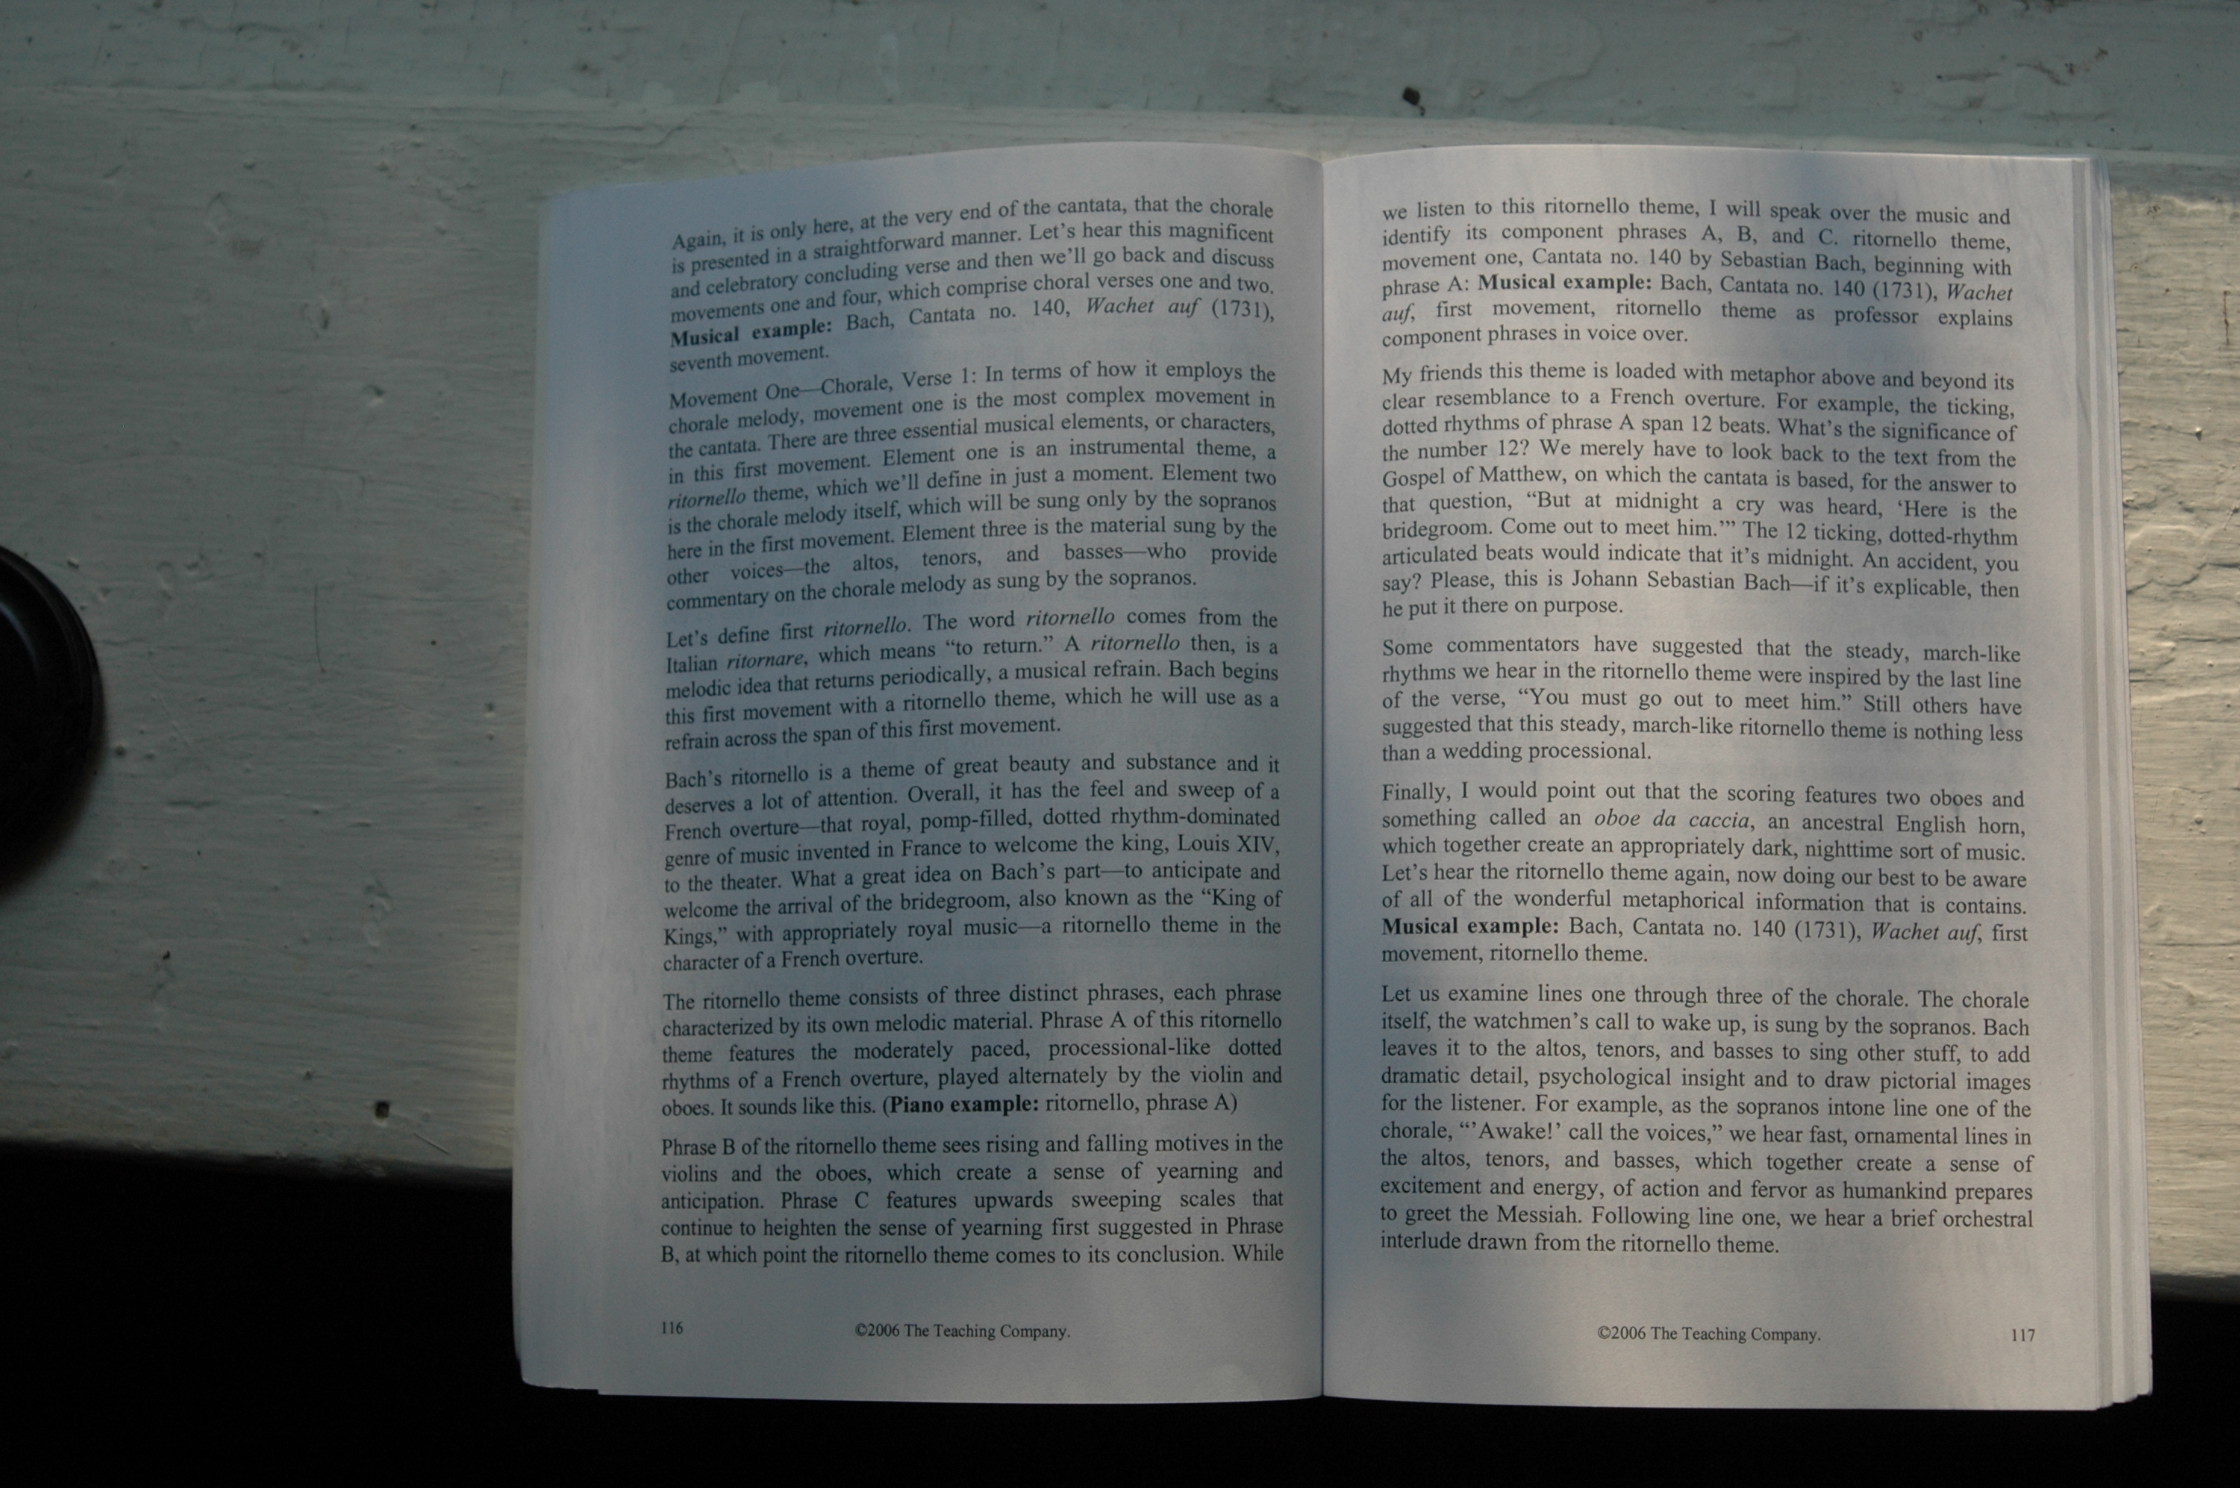 Again, it is only here, at the very end of the cantata, that the chorale
is presented in a straightforward manner. Let's hear this magnificent
and celebratory concluding verse and then we'll go back and discuss
movements one and four, which comprise choral verses one and two.
Musical example: Bach, Cantata no. 140, Wachet auf (1731),
seventh movement.
Movement One—Chorale, Verse 1: In terms of how it employs the
chorale melody, movement one is the most complex movement in
the cantata. There are three essential musical elements, or characters,
in this first movement. Element one is an instrumental theme, a
ritornello theme, which we'll define in just a moment. Element two
is the chorale melody itself, which will be sung only by the sopranos
here in the first movement. Element three is the material sung by the
other voices—the altos, tenors, and basses—who provide
commentary on the chorale melody as sung by the sopranos.
Let's define first ritornello. The word ritornello comes from the
Italian ritornare, which means “to return.” A ritornello then, is a
melodic idea that returns periodically, a musical refrain. Bach begins
this first movement with a ritornello theme, which he will use as a
refrain across the span of this first movement.
Bach's ritornello is a theme of great beauty and substance and it
deserves a lot of attention. Overall, it has the feel and sweep of a
French overture—that royal, pomp-filled, dotted rhythm-dominated
genre of music invented in France to welcome the king, Louis XIV,
to the theater. What a great idea on Bach's part—to anticipate and
welcome the arrival of the bridegroom, also known as the “King of
Kings,” with appropriately royal music—a ritornello theme in the
character of a French overture.
The ritornello theme consists of three distinct phrases, each phrase
characterized by its own melodic material. Phrase A of this ritornello
theme features the moderately paced, processional-like dotted
rhythms of a French overture, played alternately by the violin and
oboes. It sounds like this. (Piano example: ritornello, phrase A)
Phrase B of the ritornello theme sees rising and falling motives in the
violins and the oboes, which create a sense of yearning and
anticipation. Phrase C features upwards sweeping scales that
continue to heighten the sense of yearning first suggested in Phrase
B, at which point the ritornello theme comes to its conclusion. While
116 ©2006 The Teaching Company.
we listen to this ritornello theme, I will speak over the music and
identify its component phrases A, B, and C. ritornello theme,
movement one, Cantata no. 140 by Sebastian Bach, beginning with
phrase A: Musical example: Bach, Cantata no. 140 (1731), Wachet
auf, first movement, ritornello theme as professor explains
component phrases in voice over.
My friends this theme is loaded with metaphor above and beyond its
clear resemblance to a French overture. For example, the ticking,
dotted rhythms of phrase A span 12 beats. What's the significance of
the number 12? We merely have to look back to the text from the
Gospel of Matthew, on which the cantata is based, for the answer to
that question, “But at midnight a cry was heard, ‘Here is the
bridegroom. Come out to meet him.’” The 12 ticking, dotted-rhythm
articulated beats would indicate that it's midnight. An accident, you
say? Please, this is Johann Sebastian Bach—if it's explicable, then
he put it there on purpose.
Some commentators have suggested that the steady, march-like
rhythms we hear in the ritornello theme were inspired by the last line
of the verse, “You must go out to meet him.” Still others have
suggested that this steady, march-like ritornello theme is nothing less
than a wedding processional.
Finally, I would point out that the scoring features two oboes and
something called an oboe da caccia, an ancestral English horn,
which together create an appropriately dark, nighttime sort of music.
Let's hear the ritornello theme again, now doing our best to be aware
of all of the wonderful metaphorical information that is contains.
Musical example: Bach, Cantata no. 140 (1731), Wachet auf, first
movement, ritornello theme.
Let us examine lines one through three of the chorale. The chorale
itself, the watchmen's call to wake up, is sung by the sopranos. Bach
leaves it to the altos, tenors, and basses to sing other stuff, to add
dramatic detail, psychological insight and to draw pictorial images
for the listener. For example, as the sopranos intone line one of the
chorale, “’Awake!’ call the voices,” we hear fast, ornamental lines in
the altos, tenors, and basses, which together create a sense of
excitement and energy, of action and fervor as humankind prepares
to greet the Messiah. Following line one, we hear a brief orchestral
interlude drawn from the ritornello theme.
©2006 The Teaching Company. 117